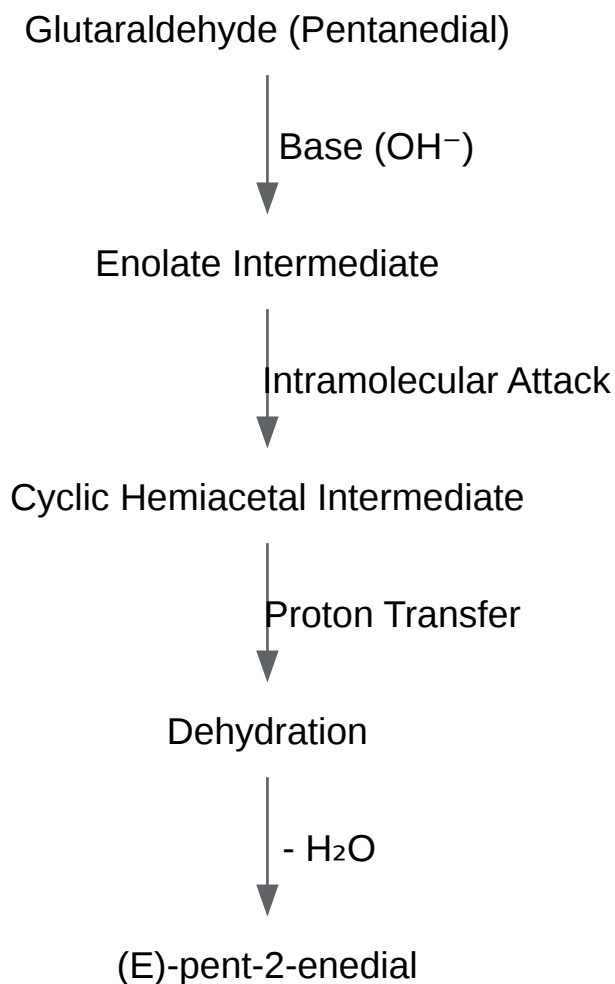 Glutaraldehyde (Pentanedial)
Base (OH⁻)
Enolate Intermediate
Intramolecular Attack
Cyclic Hemiacetal Intermediate
Proton Transfer
Dehydration
- H₂O
(E)-pent-2-enedial